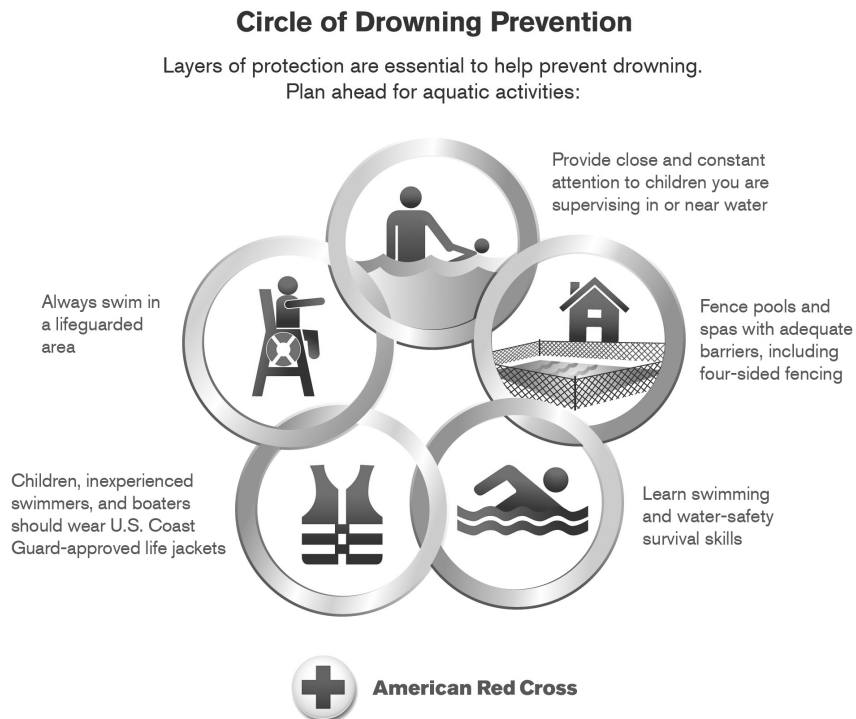 Circle of Drowning Prevention
Layers of protection are essential to help prevent drowning.
Plan ahead for aquatic activities:
Provide close and constant
attention to children you are
supervising in or near water
Fence pools and
spas with adequate
barriers, including
four-sided fencing
Learn swimming
and water-safety
survival skills
Children, inexperienced
swimmers, and boaters
should wear U.S. Coast
Guard-approved life jackets
Always swim in
a lifeguarded
area
American Red Cross